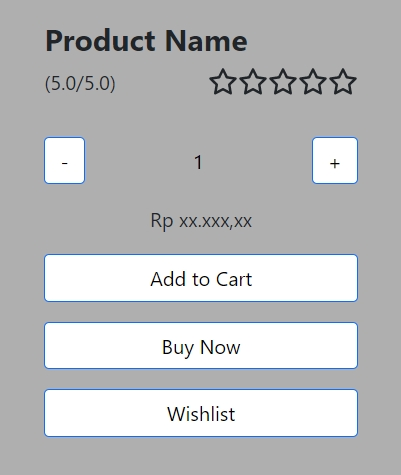 Product Name
(5.0/5.0)
- 1 +
Rp xx.xxx,xx
Add to Cart
Buy Now
Wishlist